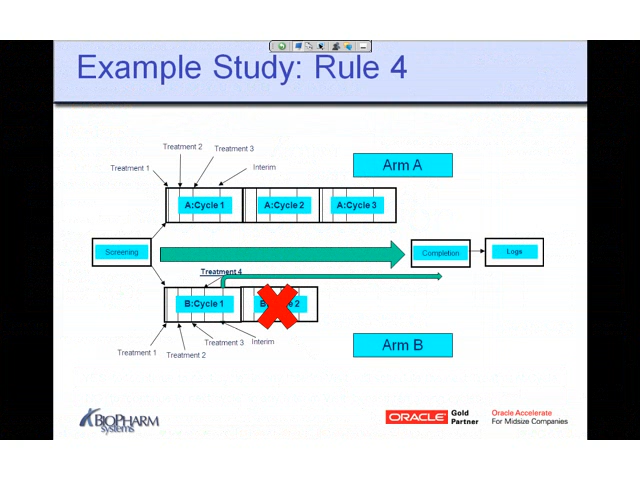 Example Study: Rule 4
Treatment 2
Treatment 3
Treatment 1
Interim
Arm A
A:Cycle 1
A:Cycle 2
A:Cycle 3
Screening
Completion
Logs
Treatment 4
B:Cycle 1
Treatment 3
Interim
Treatment 1
Treatment 2
Arm B
BIOPHARM
systems
ORACLE
Gold
Partner
Oracle Accelerate
For Midsize Companies